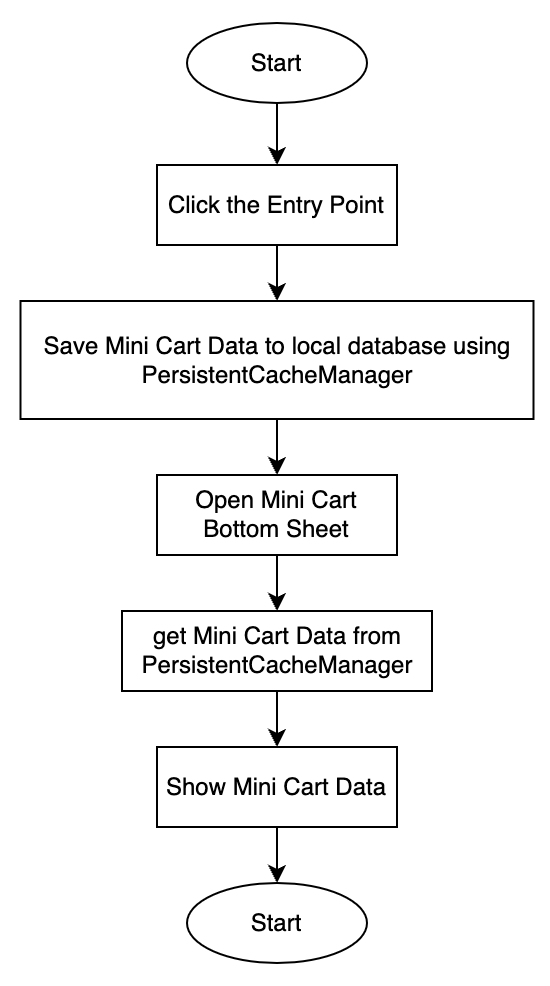 Start
Click the Entry Point
Save Mini Cart Data to local database using
PersistentCacheManager
Open Mini Cart
Bottom Sheet
get Mini Cart Data from
PersistentCacheManager
Show Mini Cart Data
Start